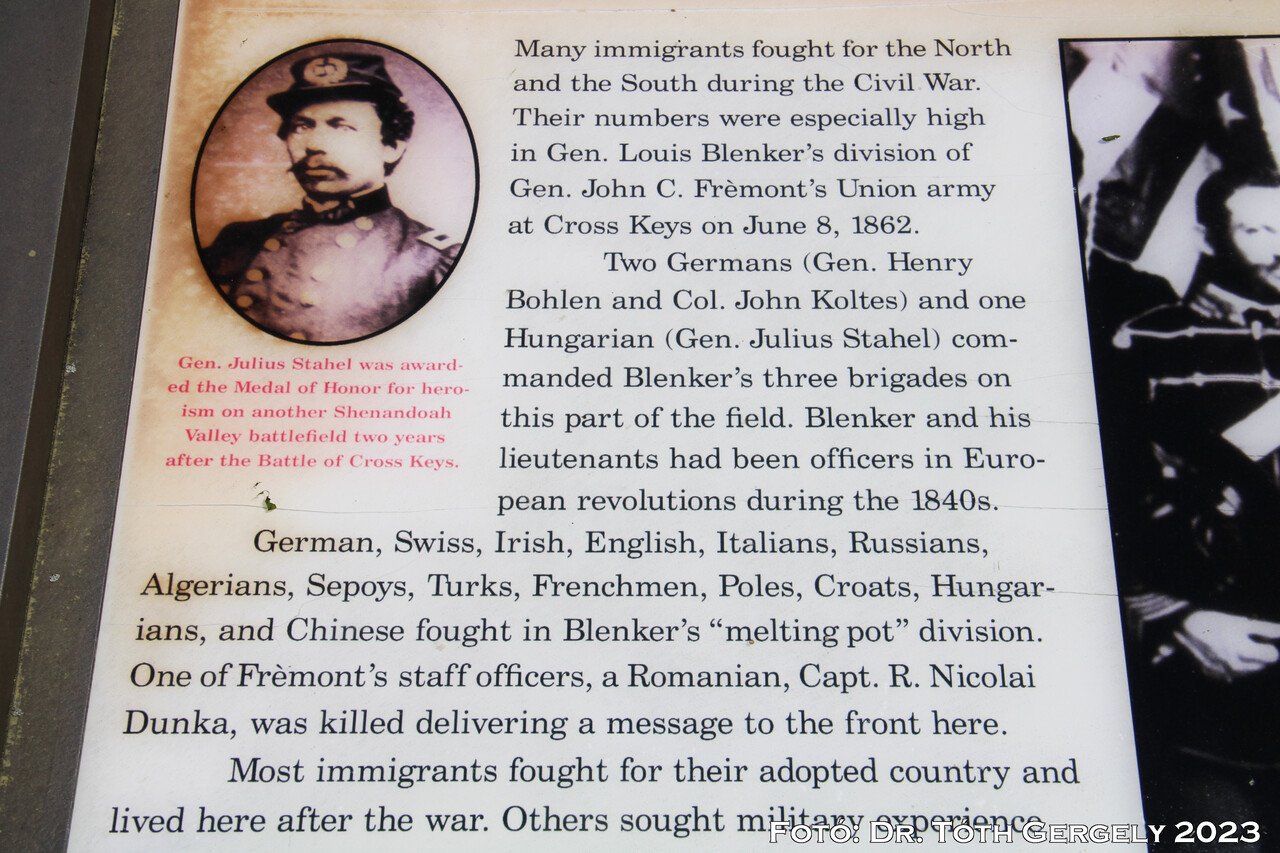 Many immigrants fought for the North
and the South during the Civil War.
Their numbers were especially high
in Gen. Louis Blenker's division of
Gen. John C. Frèmont's Union army
at Cross Keys on June 8, 1862.
Two Germans (Gen. Henry
Bohlen and Col. John Koltes) and one
Hungarian (Gen. Julius Stahel) com-
manded Blenker's three brigades on
this part of the field. Blenker and his
lieutenants had been officers in Euro-
pean revolutions during the 1840s.
Gen. Julius Stahel was award-
ed the Medal of Honor for hero-
ism on another Shenandoah
Valley battlefield two years
after the Battle of Cross Keys.
German, Swiss, Irish, English, Italians, Russians,
Algerians, Sepoys, Turks, Frenchmen, Poles, Croats, Hungar-
ians, and Chinese fought in Blenker's “melting pot” division.
One of Frèmont's staff officers, a Romanian, Capt. R. Nicolai
Dunka, was killed delivering a message to the front here.
Most immigrants fought for their adopted country and
lived here after the war. Others sought military experience
Foto: Dr. Toth Gergely 2023